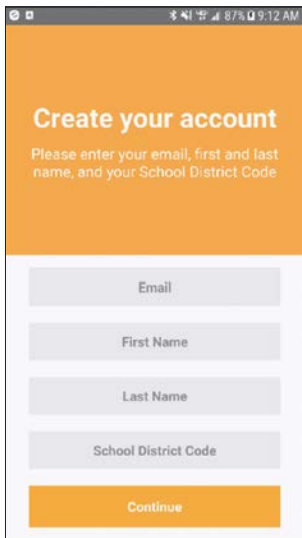 87% 9:12 AM
Create your account
Please enter your email, first and last
name, and your School District Code
Email
First Name
Last Name
School District Code
Continue